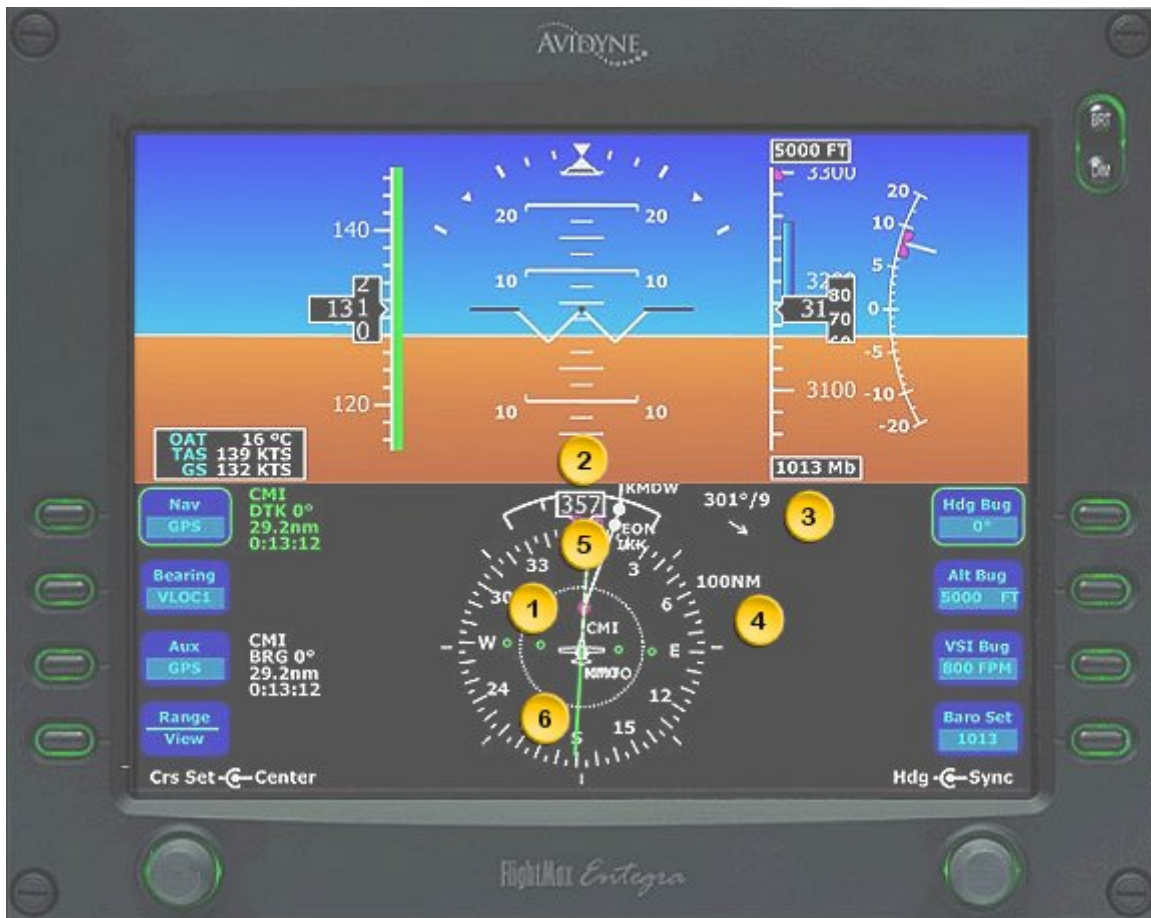 AVIDYNE
BRT
DIM
5000 FT
3300
20
140
20
20
10
10
10
5
2
131
0
3200
31
80
70
60
0
-5
3100
-10
120
10
10
-20
OAT 16 °C
TAS 139 KTS
GS 132 KTS
1013 Mb
2
Nav
GPS
CMI
DTK 0°
29.2nm
0:13:12
357
KMDW
301°/9
3
Hdg Bug
0°
EON
IKK
5
33
3
Bearing
VLOC1
30
1
6
100NM
4
Alt Bug
5000 FT
CMI
Aux
GPS
CMI
BRG 0°
29.2nm
0:13:12
W
E
VSI Bug
800 FPM
24
12
6
15
S
Range
View
Baro Set
1013
Crs Set
Center
Hdg
Sync
FlightMax Entegra